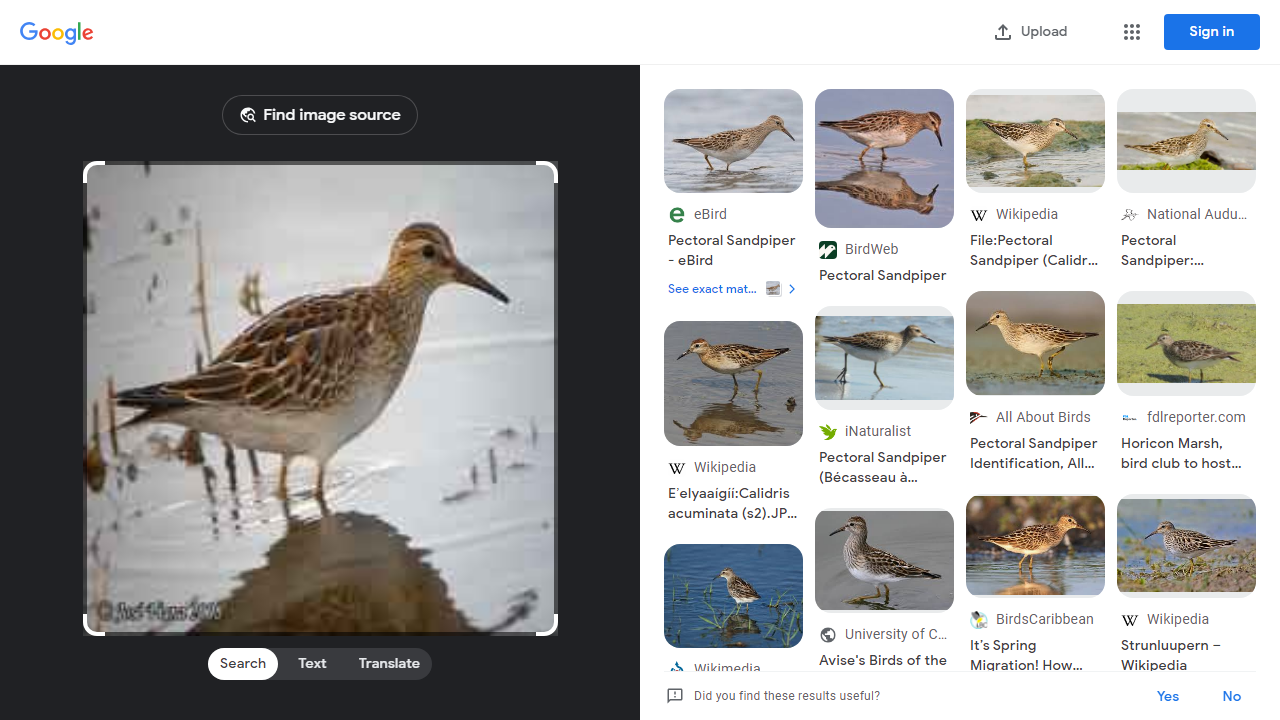 Google
Upload
Sign in
Find image source
Search
Text
Translate
eBird
Pectoral Sandpiper
- eBird
See exact mat...
Wikipedia
E'elyaaígíí:Calidris
acuminata (s2).JP...
Wikimedia
BirdWeb
Pectoral Sandpiper
iNaturalist
Pectoral Sandpiper
(Bécasseau à...
University of C...
Avise's Birds of the
Wikipedia
File:Pectoral
Sandpiper (Calidr...
All About Birds
Pectoral Sandpiper
Identification, All...
BirdsCaribbean
It's Spring
Migration! How...
National Audu...
Pectoral
Sandpiper:...
fdlreporter.com
Horicon Marsh,
bird club to host...
Wikipedia
Strunluupern –
Wikipedia
Did you find these results useful?
Yes
No